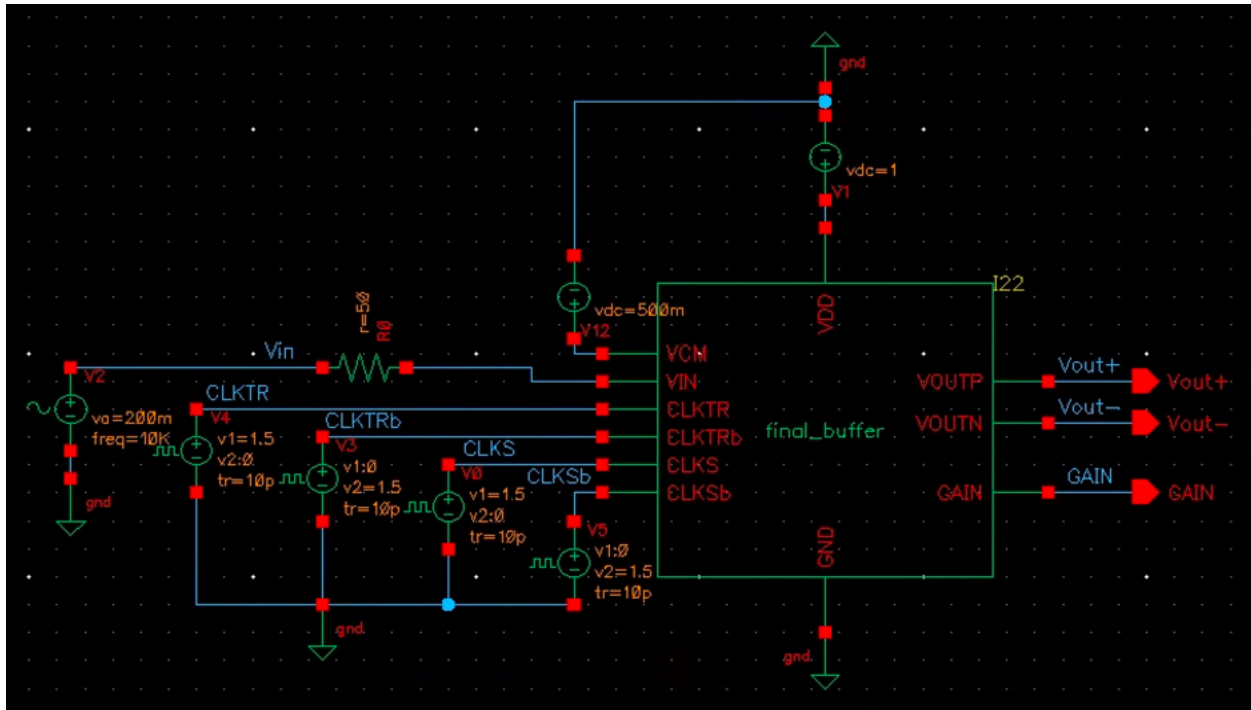 gnd
vdc=1
V1
I22
vdc=500m
V12
r=50
R0
Vin
V2
va=200m
freq=10K
gnd
CLKTR
V4
v1=1.5
v2:0
tr=10p
CLKTRb
V3
v1:0
v2=1.5
tr=10p
CLKS
V0
v1=1.5
v2:0
tr=10p
CLKSb
V5
v1:0
v2=1.5
tr=10p
gnd
VDD
VCM
VIN
CLKTR
CLKTRb
CLKS
CLKSb
final_buffer
VOUTP
VOUTN
GAIN
GND
gnd
Vout+
Vout+
Vout-
Vout-
GAIN
GAIN